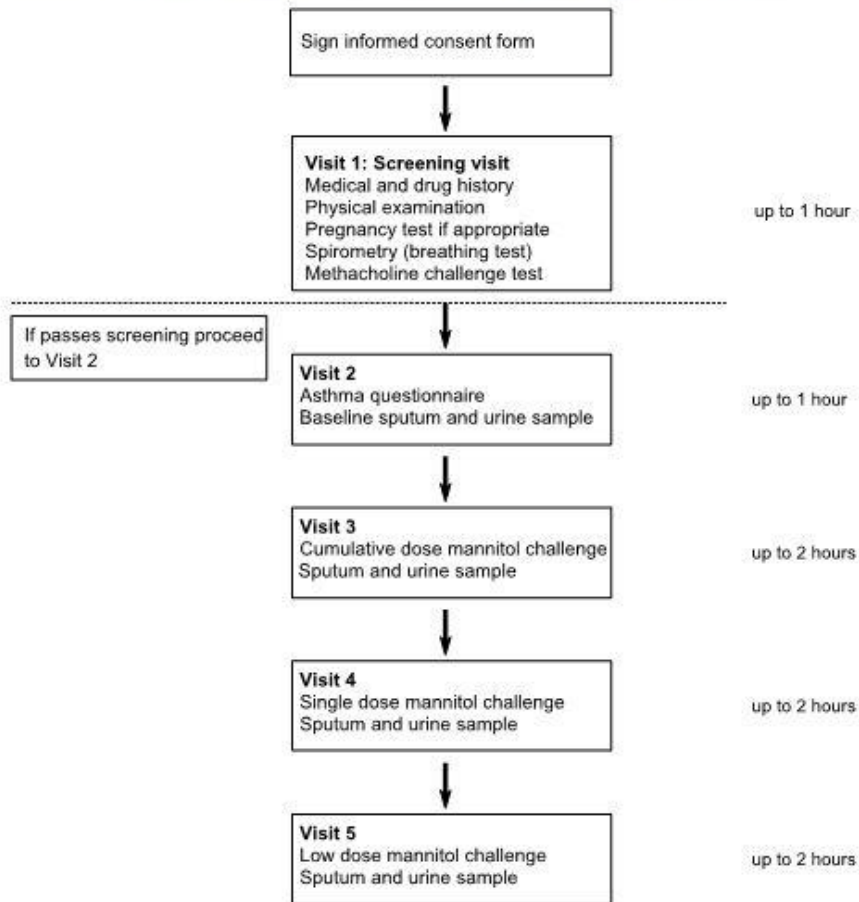 Sign informed consent form
Visit 1: Screening visit
Medical and drug history
Physical examination
Pregnancy test if appropriate
Spirometry (breathing test)
Methacholine challenge test
up to 1 hour
If passes screening proceed
to Visit 2
Visit 2
Asthma questionnaire
Baseline sputum and urine sample
up to 1 hour
Visit 3
Cumulative dose mannitol challenge
Sputum and urine sample
up to 2 hours
Visit 4
Single dose mannitol challenge
Sputum and urine sample
up to 2 hours
Visit 5
Low dose mannitol challenge
Sputum and urine sample
up to 2 hours